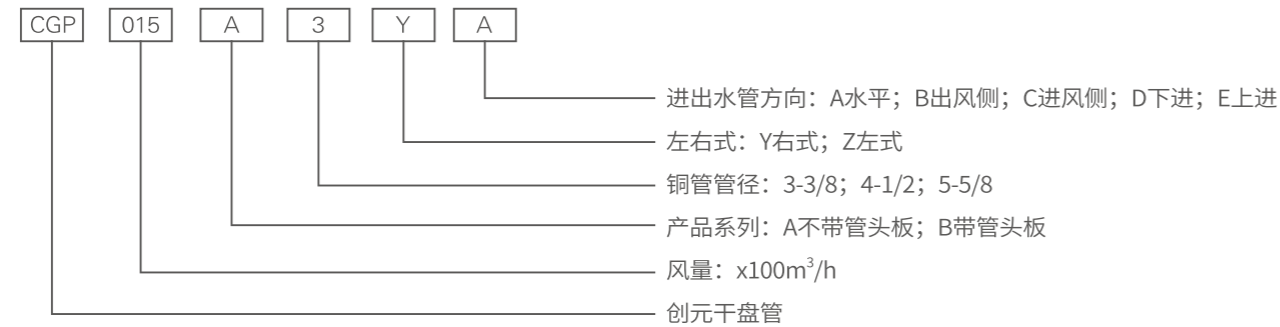 CGP 015 A 3 Y A
进出水管方向：A水平；B出风侧；C进风侧；D下进；E上进
左右式：Y右式；Z左式
铜管管径：3-3/8；4-1/2；5-5/8
产品系列：A不带管头板；B带管头板
风量：x100m³/h
创元干盘管